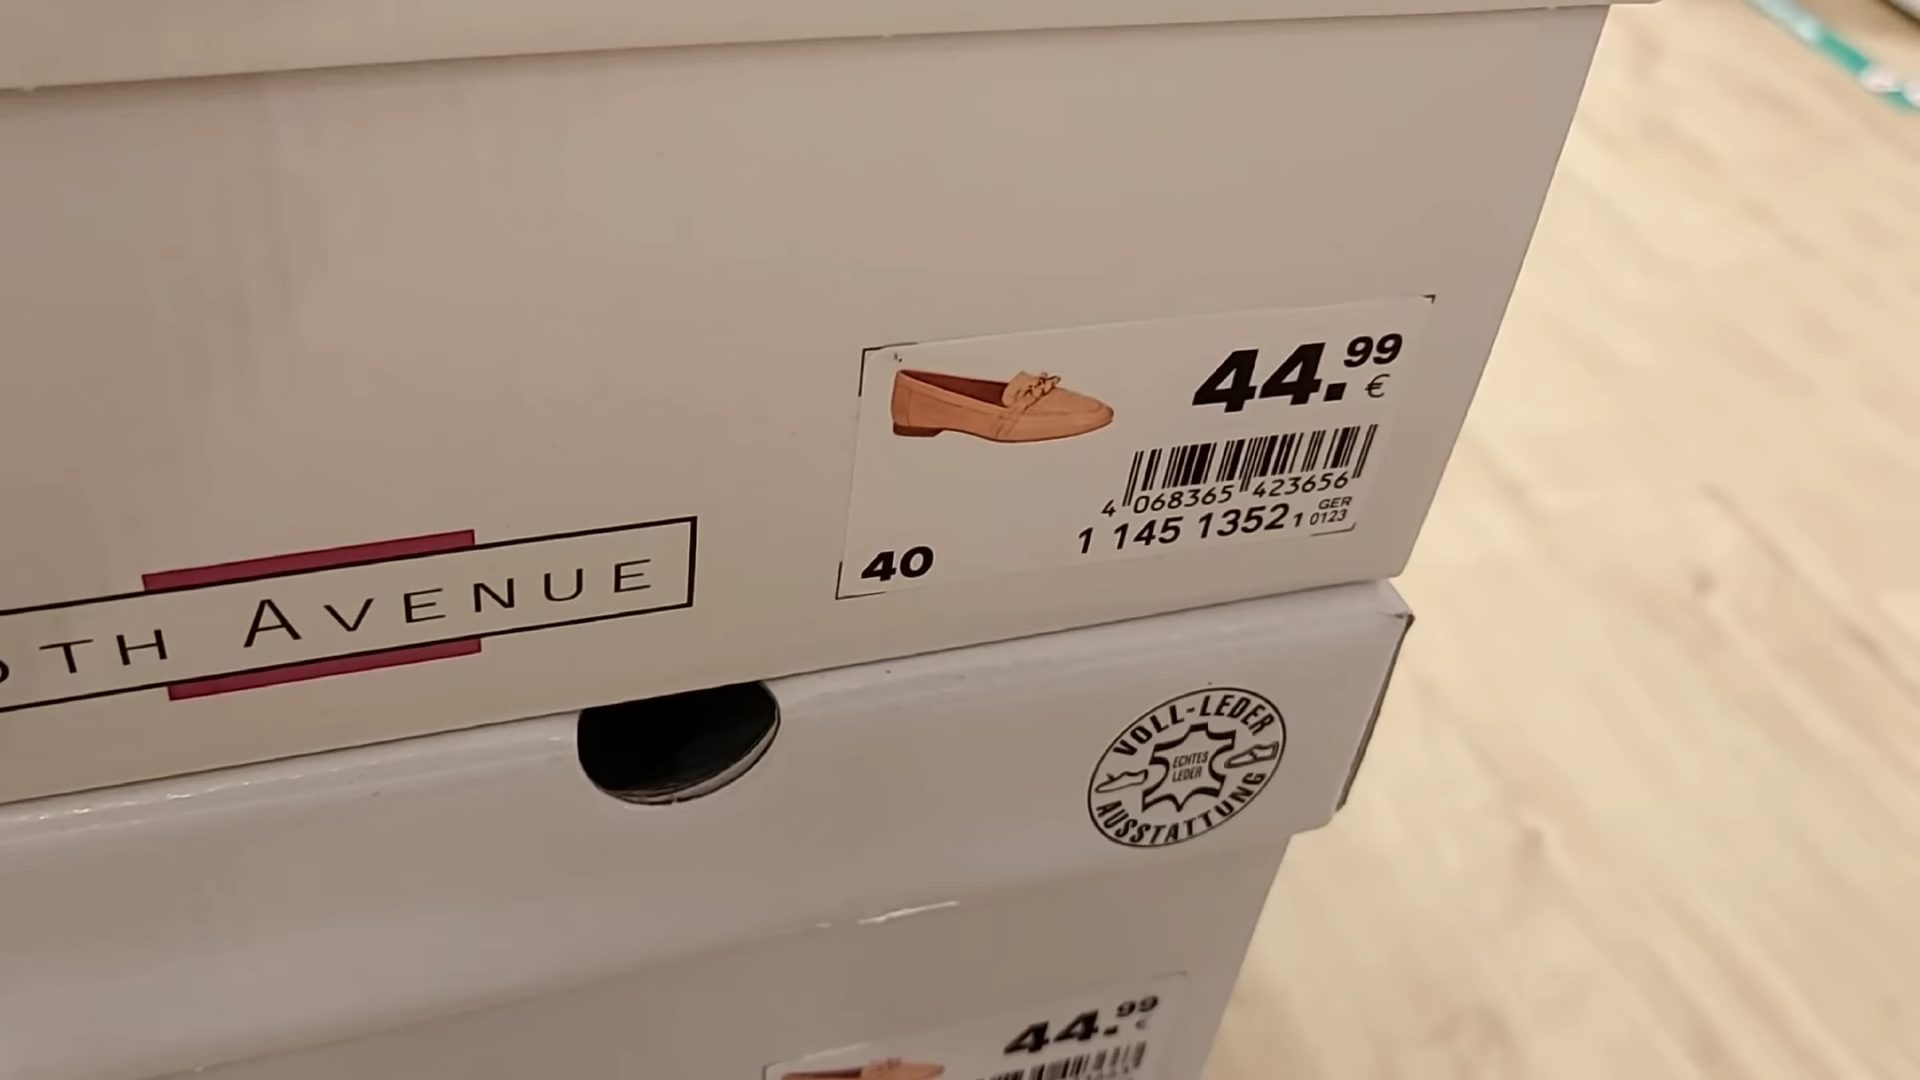 44.99
€
4 068365 423656
1 145 1352 1 GER 0123
40
TH AVENUE
VOLL-LEDER
ECHTES
LEDER
AUSSTATTUNG
44.99
€